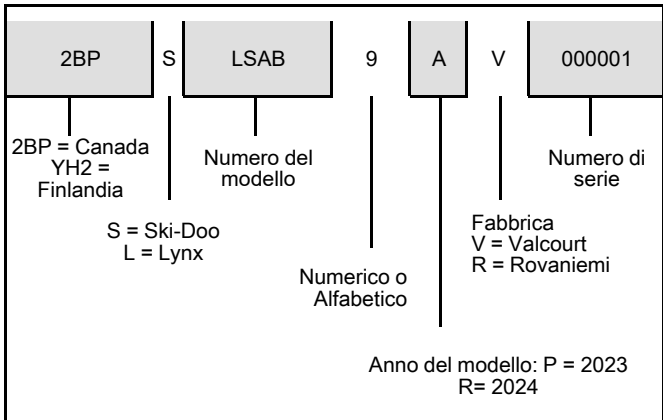 2BP S LSAB 9 A V 000001
2BP = Canada
YH2 =
Finlandia
Numero del
modello
Numero di
serie
S = Ski-Doo
L = Lynx
Fabbrica
V = Valcourt
R = Rovaniemi
Numerico o
Alfabetico
Anno del modello: P = 2023
R= 2024